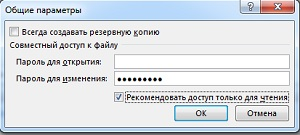 Общие параметры
Всегда создавать резервную копию
Совместный доступ к файлу
Пароль для открытия:
Пароль для изменения: •••••••••
Рекомендовать доступ только для чтения
ОК Отмена